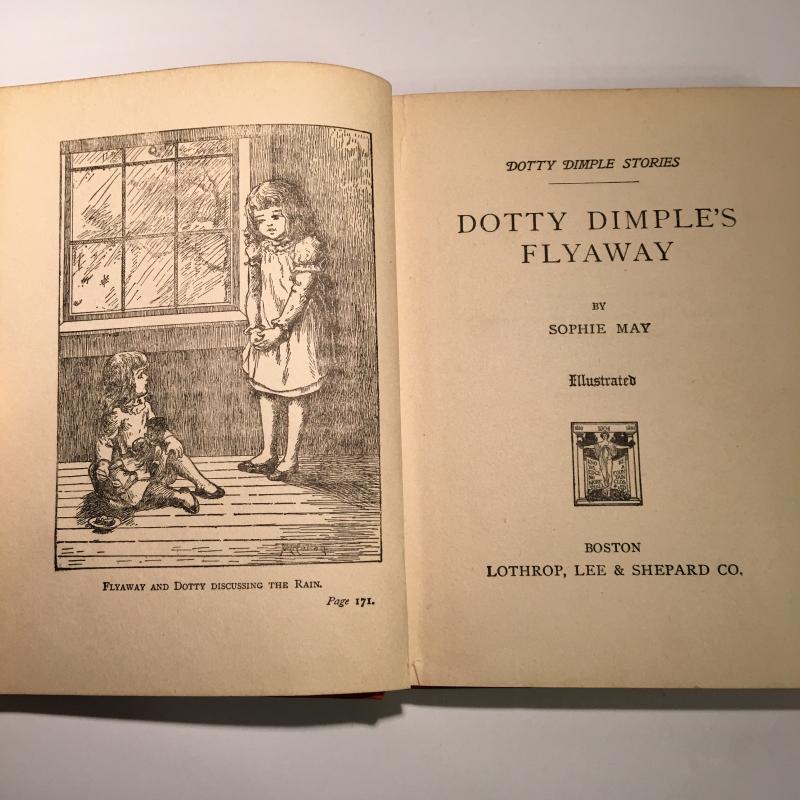 FLYAWAY AND DOTTY DISCUSSING THE RAIN.
Page 171.
DOTTY DIMPLE STORIES
DOTTY DIMPLE'S
FLYAWAY
BY
SOPHIE MAY
Illustrated
1904
BOSTON
LOTHROP, LEE & SHEPARD CO.